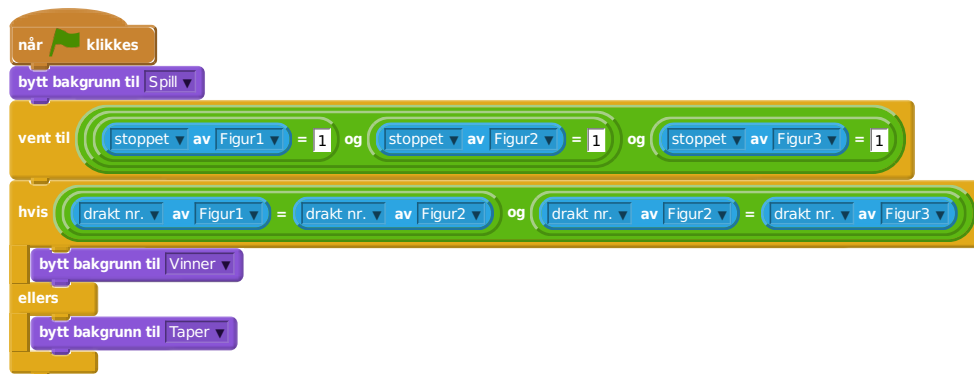 når klikkes
bytt bakgrunn til Spill
vent til stoppet av Figur1 = 1 og stoppet av Figur2 = 1 og stoppet av Figur3 = 1
hvis drakt nr. av Figur1 = drakt nr. av Figur2 og drakt nr. av Figur2 = drakt nr. av Figur3
bytt bakgrunn til Vinner
ellers
bytt bakgrunn til Taper